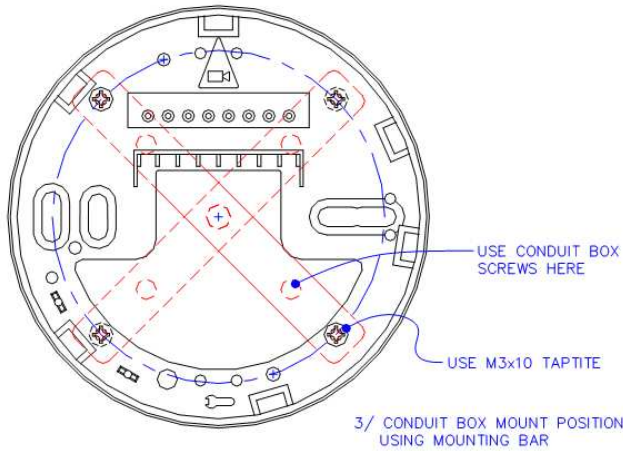 USE CONDUIT BOX
SCREWS HERE
USE M3x10 TAPTITE
3/ CONDUIT BOX MOUNT POSITION
USING MOUNTING BAR